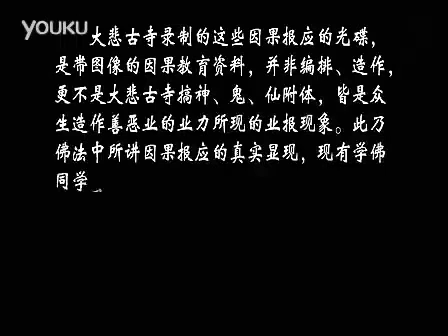 YOUKU
大悲古寺录制的这些因果报应的光碟，
是带图像的因果教育资料，并非编排、造作，
更不是大悲古寺搞神、鬼、仙附体，皆是众
生造作善恶业的业力所现的业报现象。此乃
佛法中所讲因果报应的真实显现，现有学佛
同学